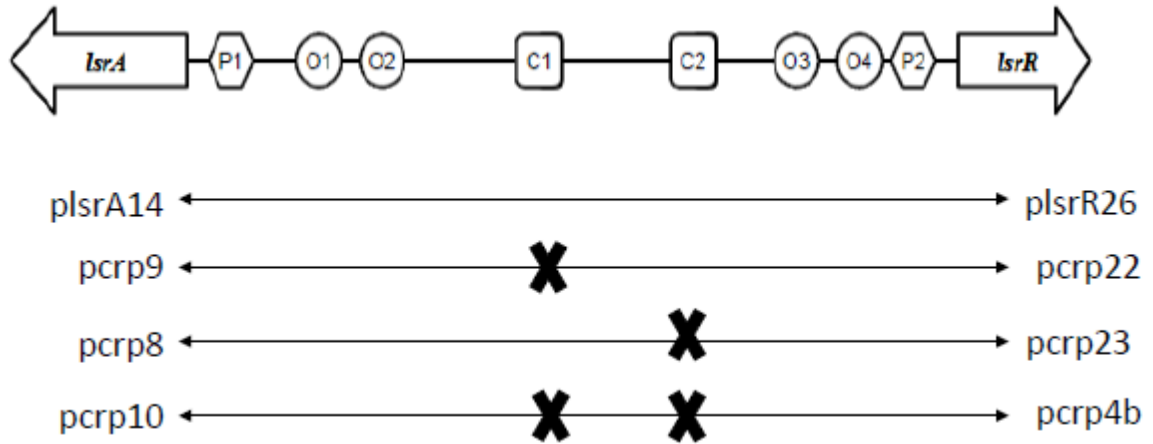 lsrA P1 O1 O2 C1 C2 O3 O4 P2 lsrR
plsrA14 plsrR26
pcrp9 pcrp22
pcrp8 pcrp23
pcrp10 pcrp4b